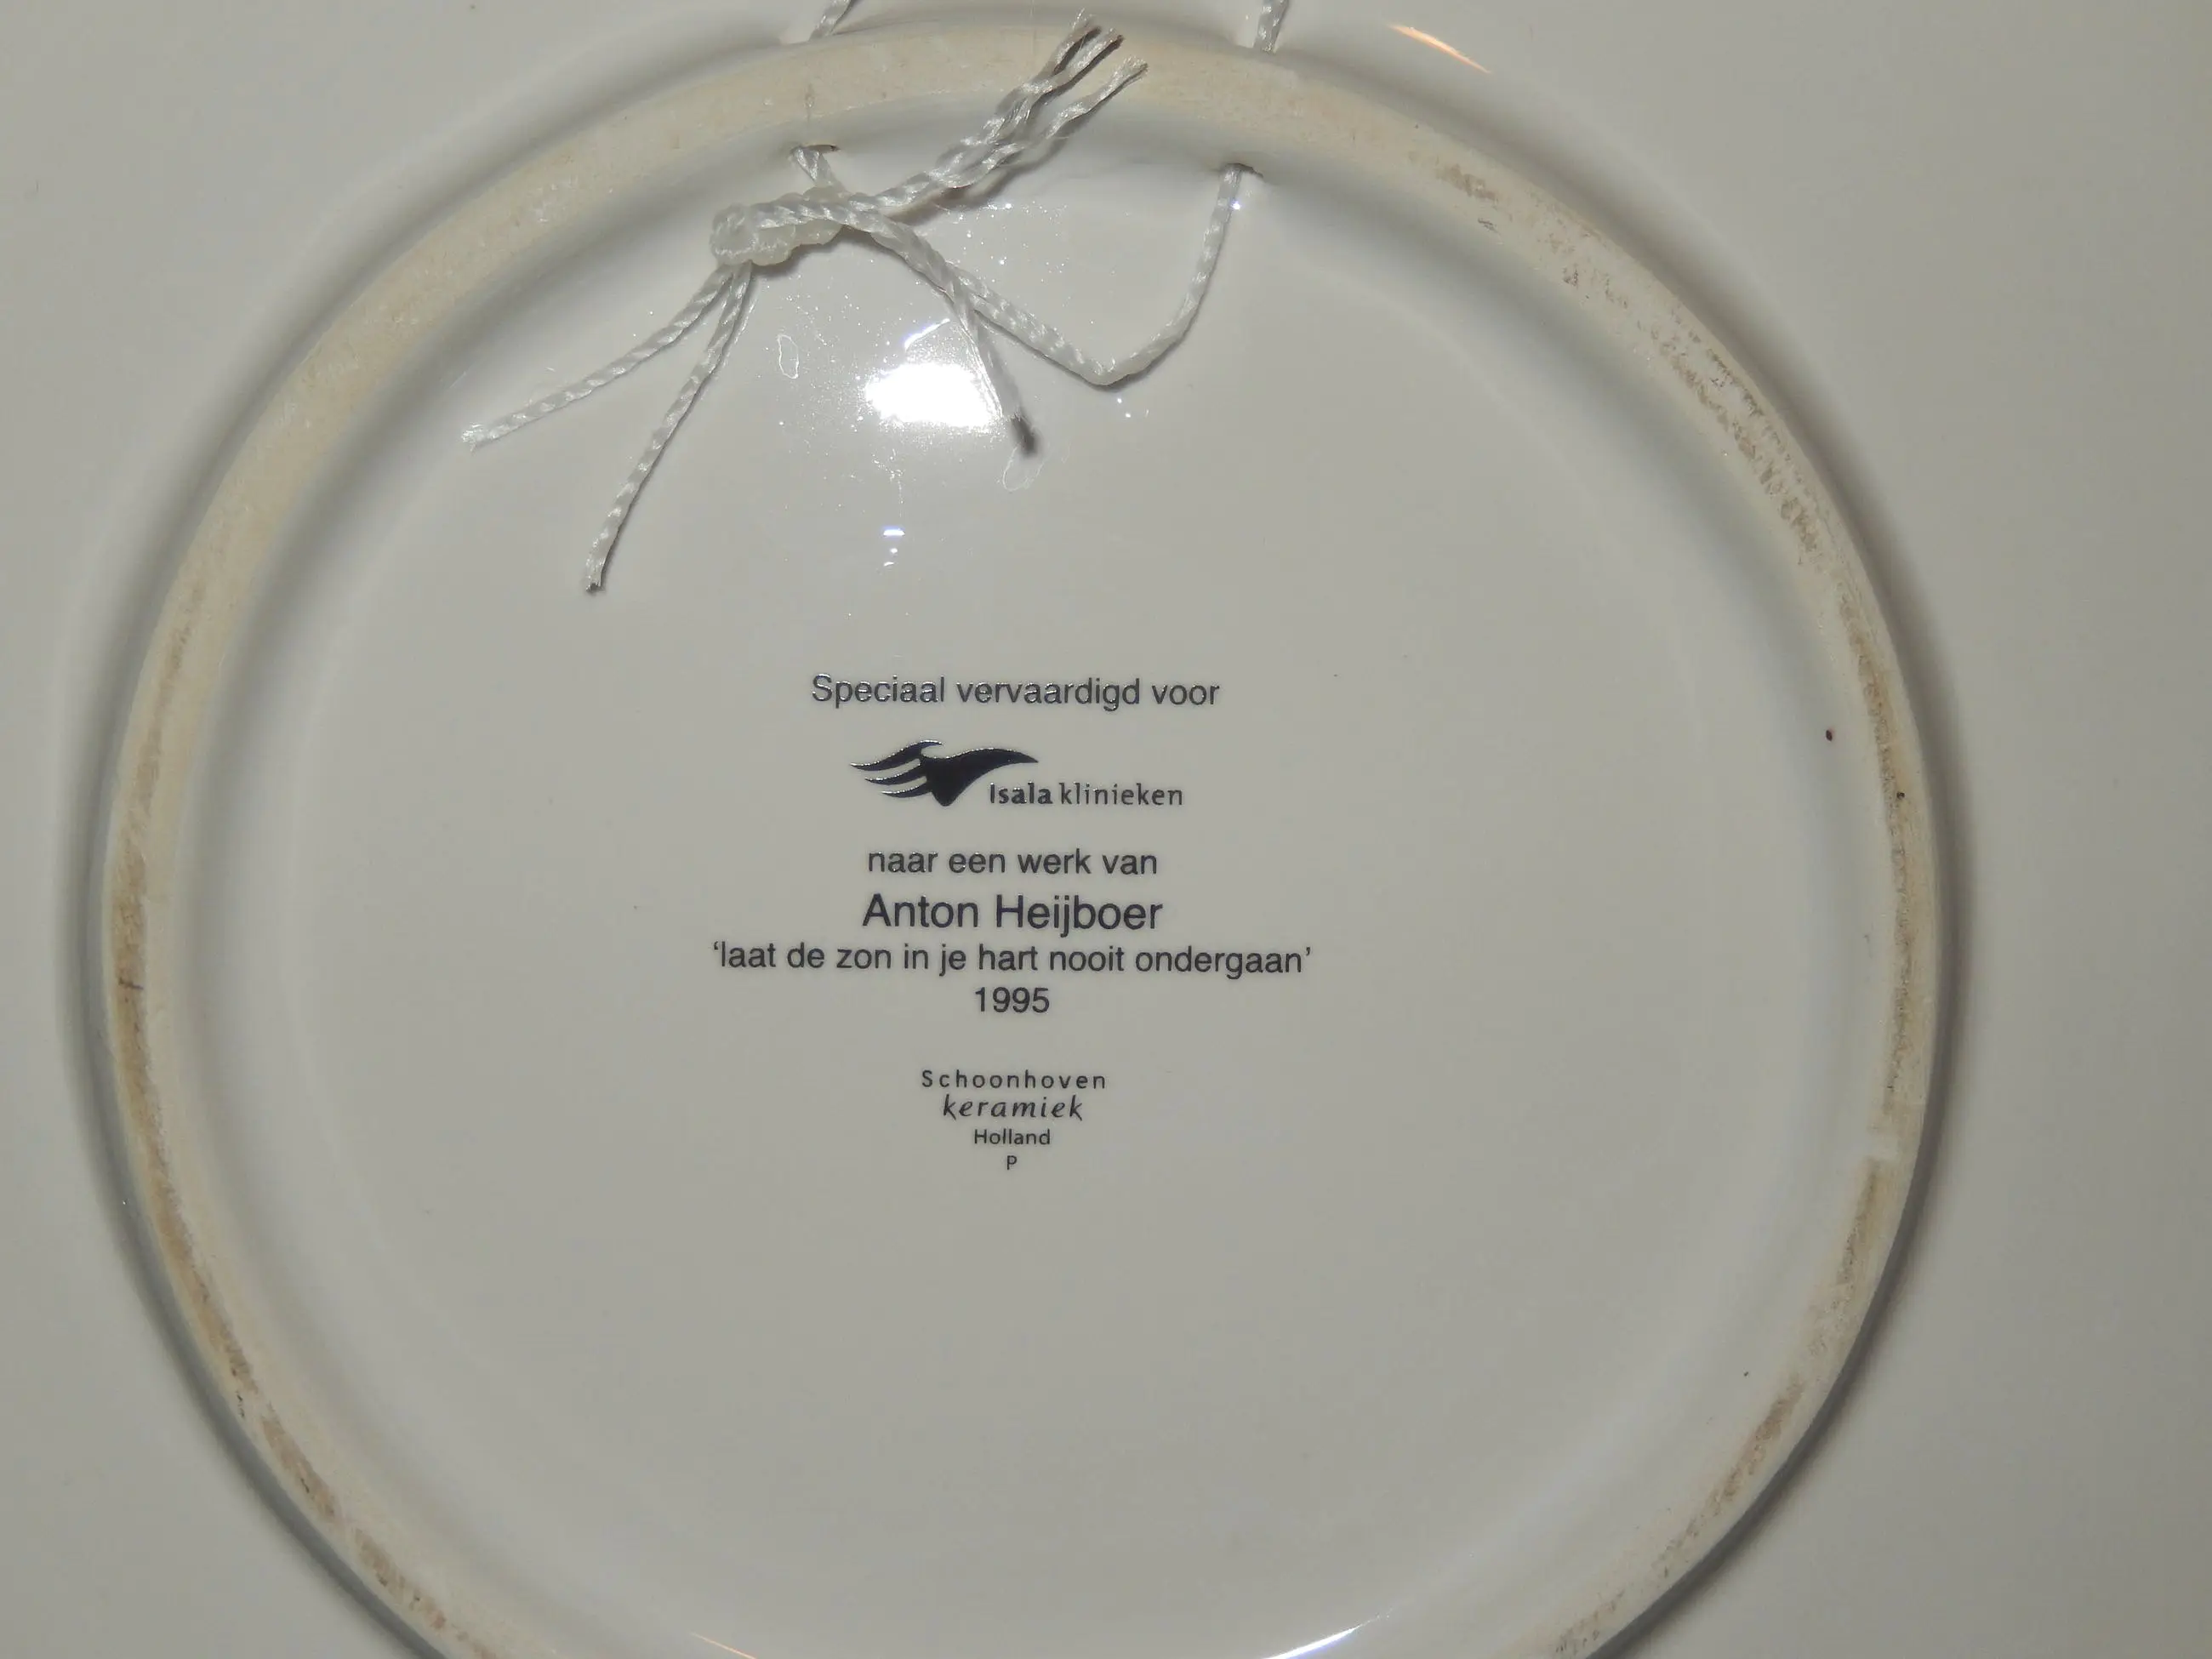 Speciaal vervaardigd voor
Isala klinieken
naar een werk van
Anton Heijboer
‘laat de zon in je hart nooit ondergaan’
1995
Schoonhoven
keramiek
Holland
P